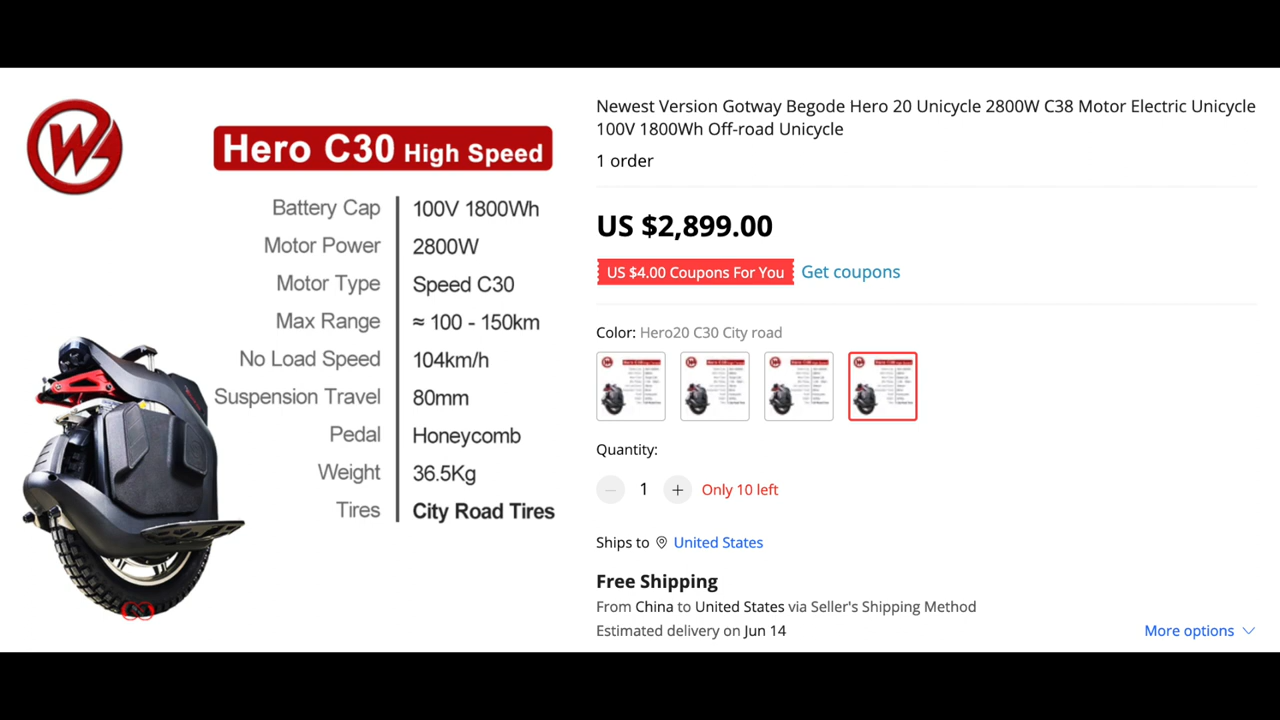 W
Hero C30 High Speed
Battery Cap 100V 1800Wh
Motor Power 2800W
Motor Type Speed C30
Max Range ≈ 100 - 150km
No Load Speed 104km/h
Suspension Travel 80mm
Pedal Honeycomb
Weight 36.5Kg
Tires City Road Tires
Newest Version Gotway Begode Hero 20 Unicycle 2800W C38 Motor Electric Unicycle
100V 1800Wh Off-road Unicycle
1 order
US $2,899.00
US $4.00 Coupons For You Get coupons
Color: Hero20 C30 City road
Quantity:
1 + Only 10 left
Ships to United States
Free Shipping
From China to United States via Seller's Shipping Method
Estimated delivery on Jun 14
More options